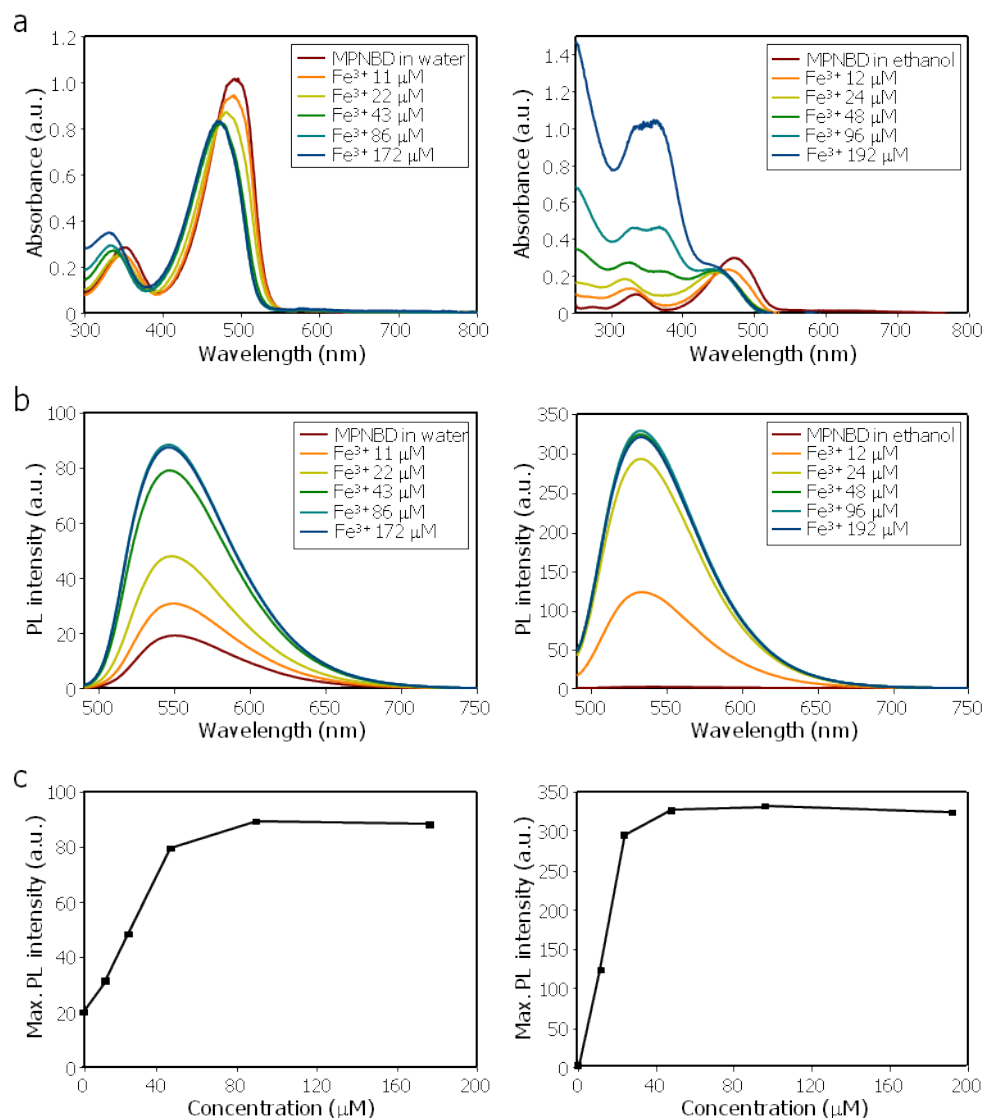 a
1.2
1.0
0.8
0.6
0.4
0.2
0
Absorbance (a.u.)
300
400
500
600
700
800
Wavelength (nm)
MPNBD in water
Fe³⁺ 11 μM
Fe³⁺ 22 μM
Fe³⁺ 43 μM
Fe³⁺ 86 μM
Fe³⁺ 172 μM
1.4
1.2
1.0
0.8
0.6
0.4
0.2
0
Absorbance (a.u.)
300
400
500
600
700
800
Wavelength (nm)
MPNBD in ethanol
Fe³⁺ 12 μM
Fe³⁺ 24 μM
Fe³⁺ 48 μM
Fe³⁺ 96 μM
Fe³⁺ 192 μM
b
100
80
60
40
20
0
PL intensity (a.u.)
500
550
600
650
700
750
Wavelength (nm)
MPNBD in water
Fe³⁺ 11 μM
Fe³⁺ 22 μM
Fe³⁺ 43 μM
Fe³⁺ 86 μM
Fe³⁺ 172 μM
350
300
250
200
150
100
50
0
PL intensity (a.u.)
500
550
600
650
700
750
Wavelength (nm)
MPNBD in ethanol
Fe³⁺ 12 μM
Fe³⁺ 24 μM
Fe³⁺ 48 μM
Fe³⁺ 96 μM
Fe³⁺ 192 μM
c
100
80
60
40
20
0
Max. PL intensity (a.u.)
0
40
80
120
160
200
Concentration (μM)
350
300
250
200
150
100
50
0
Max. PL intensity (a.u.)
0
40
80
120
160
200
Concentration (μM)